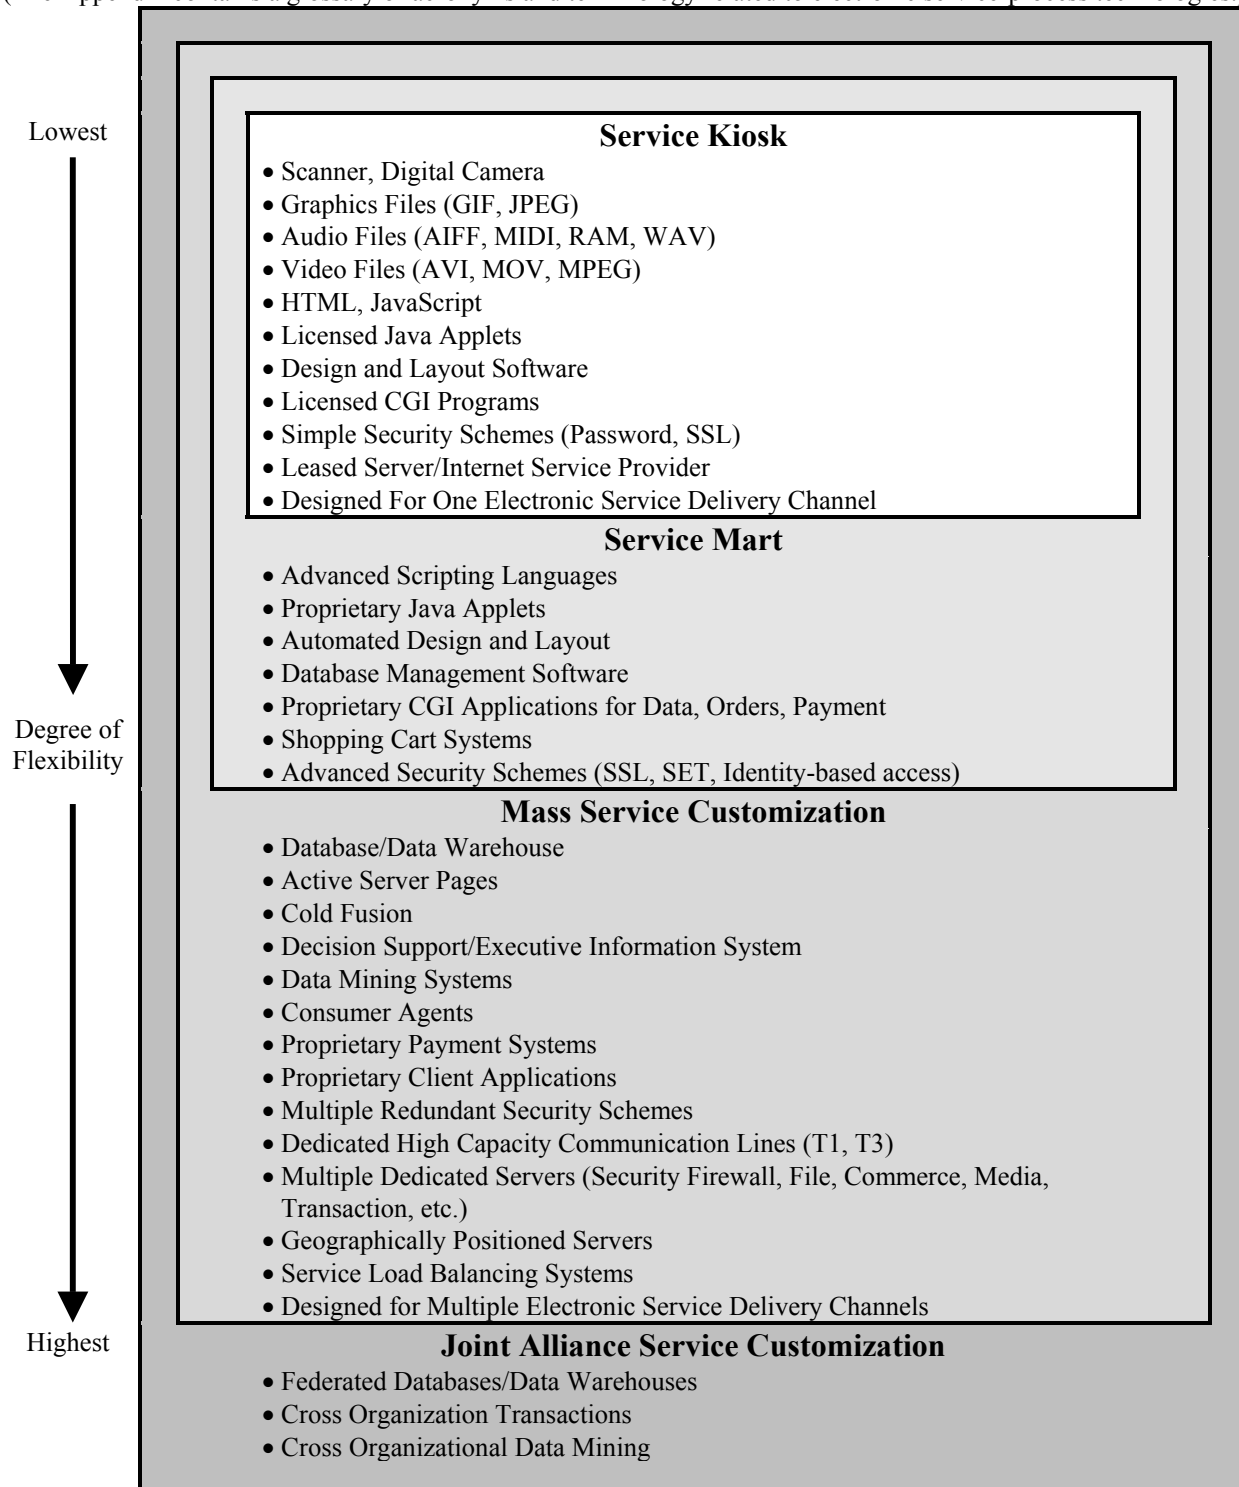 Lowest
Service Kiosk
• Scanner, Digital Camera
• Graphics Files (GIF, JPEG)
• Audio Files (AIFF, MIDI, RAM, WAV)
• Video Files (AVI, MOV, MPEG)
• HTML, JavaScript
• Licensed Java Applets
• Design and Layout Software
• Licensed CGI Programs
• Simple Security Schemes (Password, SSL)
• Leased Server/Internet Service Provider
• Designed For One Electronic Service Delivery Channel
Service Mart
• Advanced Scripting Languages
• Proprietary Java Applets
• Automated Design and Layout
• Database Management Software
• Proprietary CGI Applications for Data, Orders, Payment
• Shopping Cart Systems
• Advanced Security Schemes (SSL, SET, Identity-based access)
Degree of
Flexibility
Mass Service Customization
• Database/Data Warehouse
• Active Server Pages
• Cold Fusion
• Decision Support/Executive Information System
• Data Mining Systems
• Consumer Agents
• Proprietary Payment Systems
• Proprietary Client Applications
• Multiple Redundant Security Schemes
• Dedicated High Capacity Communication Lines (T1, T3)
• Multiple Dedicated Servers (Security Firewall, File, Commerce, Media,
Transaction, etc.)
• Geographically Positioned Servers
• Service Load Balancing Systems
• Designed for Multiple Electronic Service Delivery Channels
Highest
Joint Alliance Service Customization
• Federated Databases/Data Warehouses
• Cross Organization Transactions
• Cross Organizational Data Mining